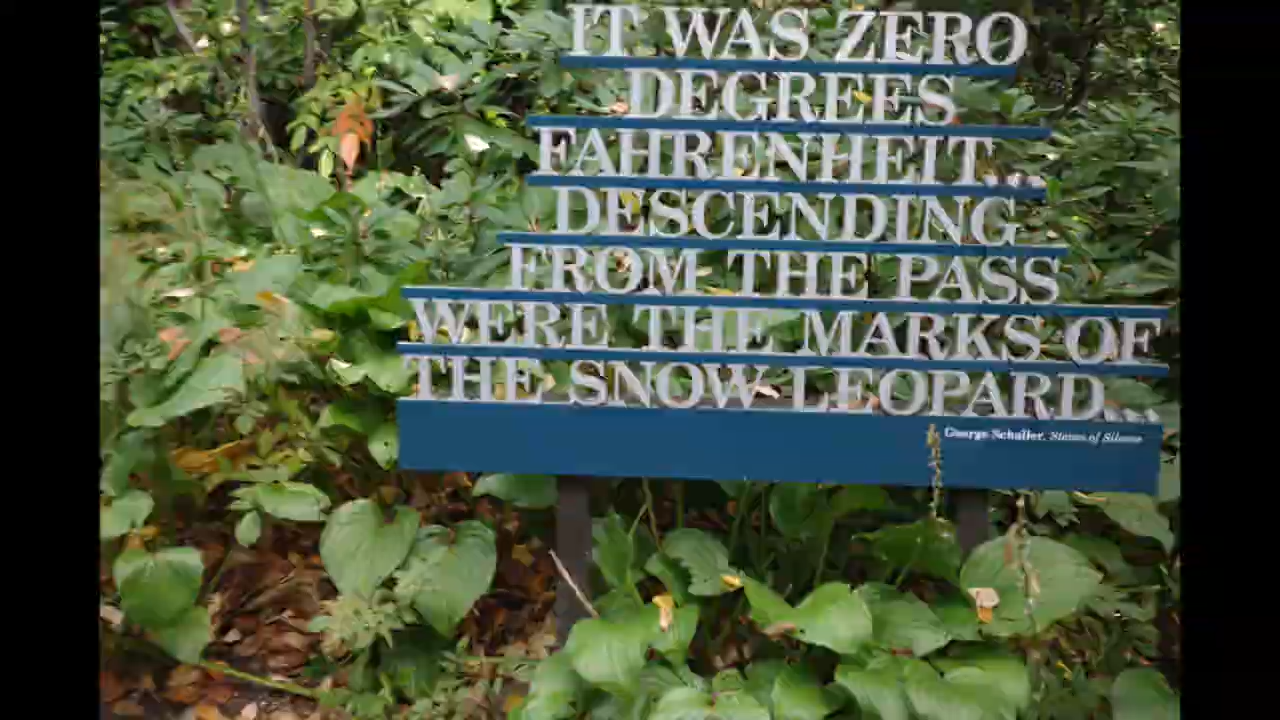 IT WAS ZERO
DEGREES
FAHRENHEIT...
DESCENDING
FROM THE PASS
WERE THE MARKS OF
THE SNOW LEOPARD...
George Schaller, Stones of Silence